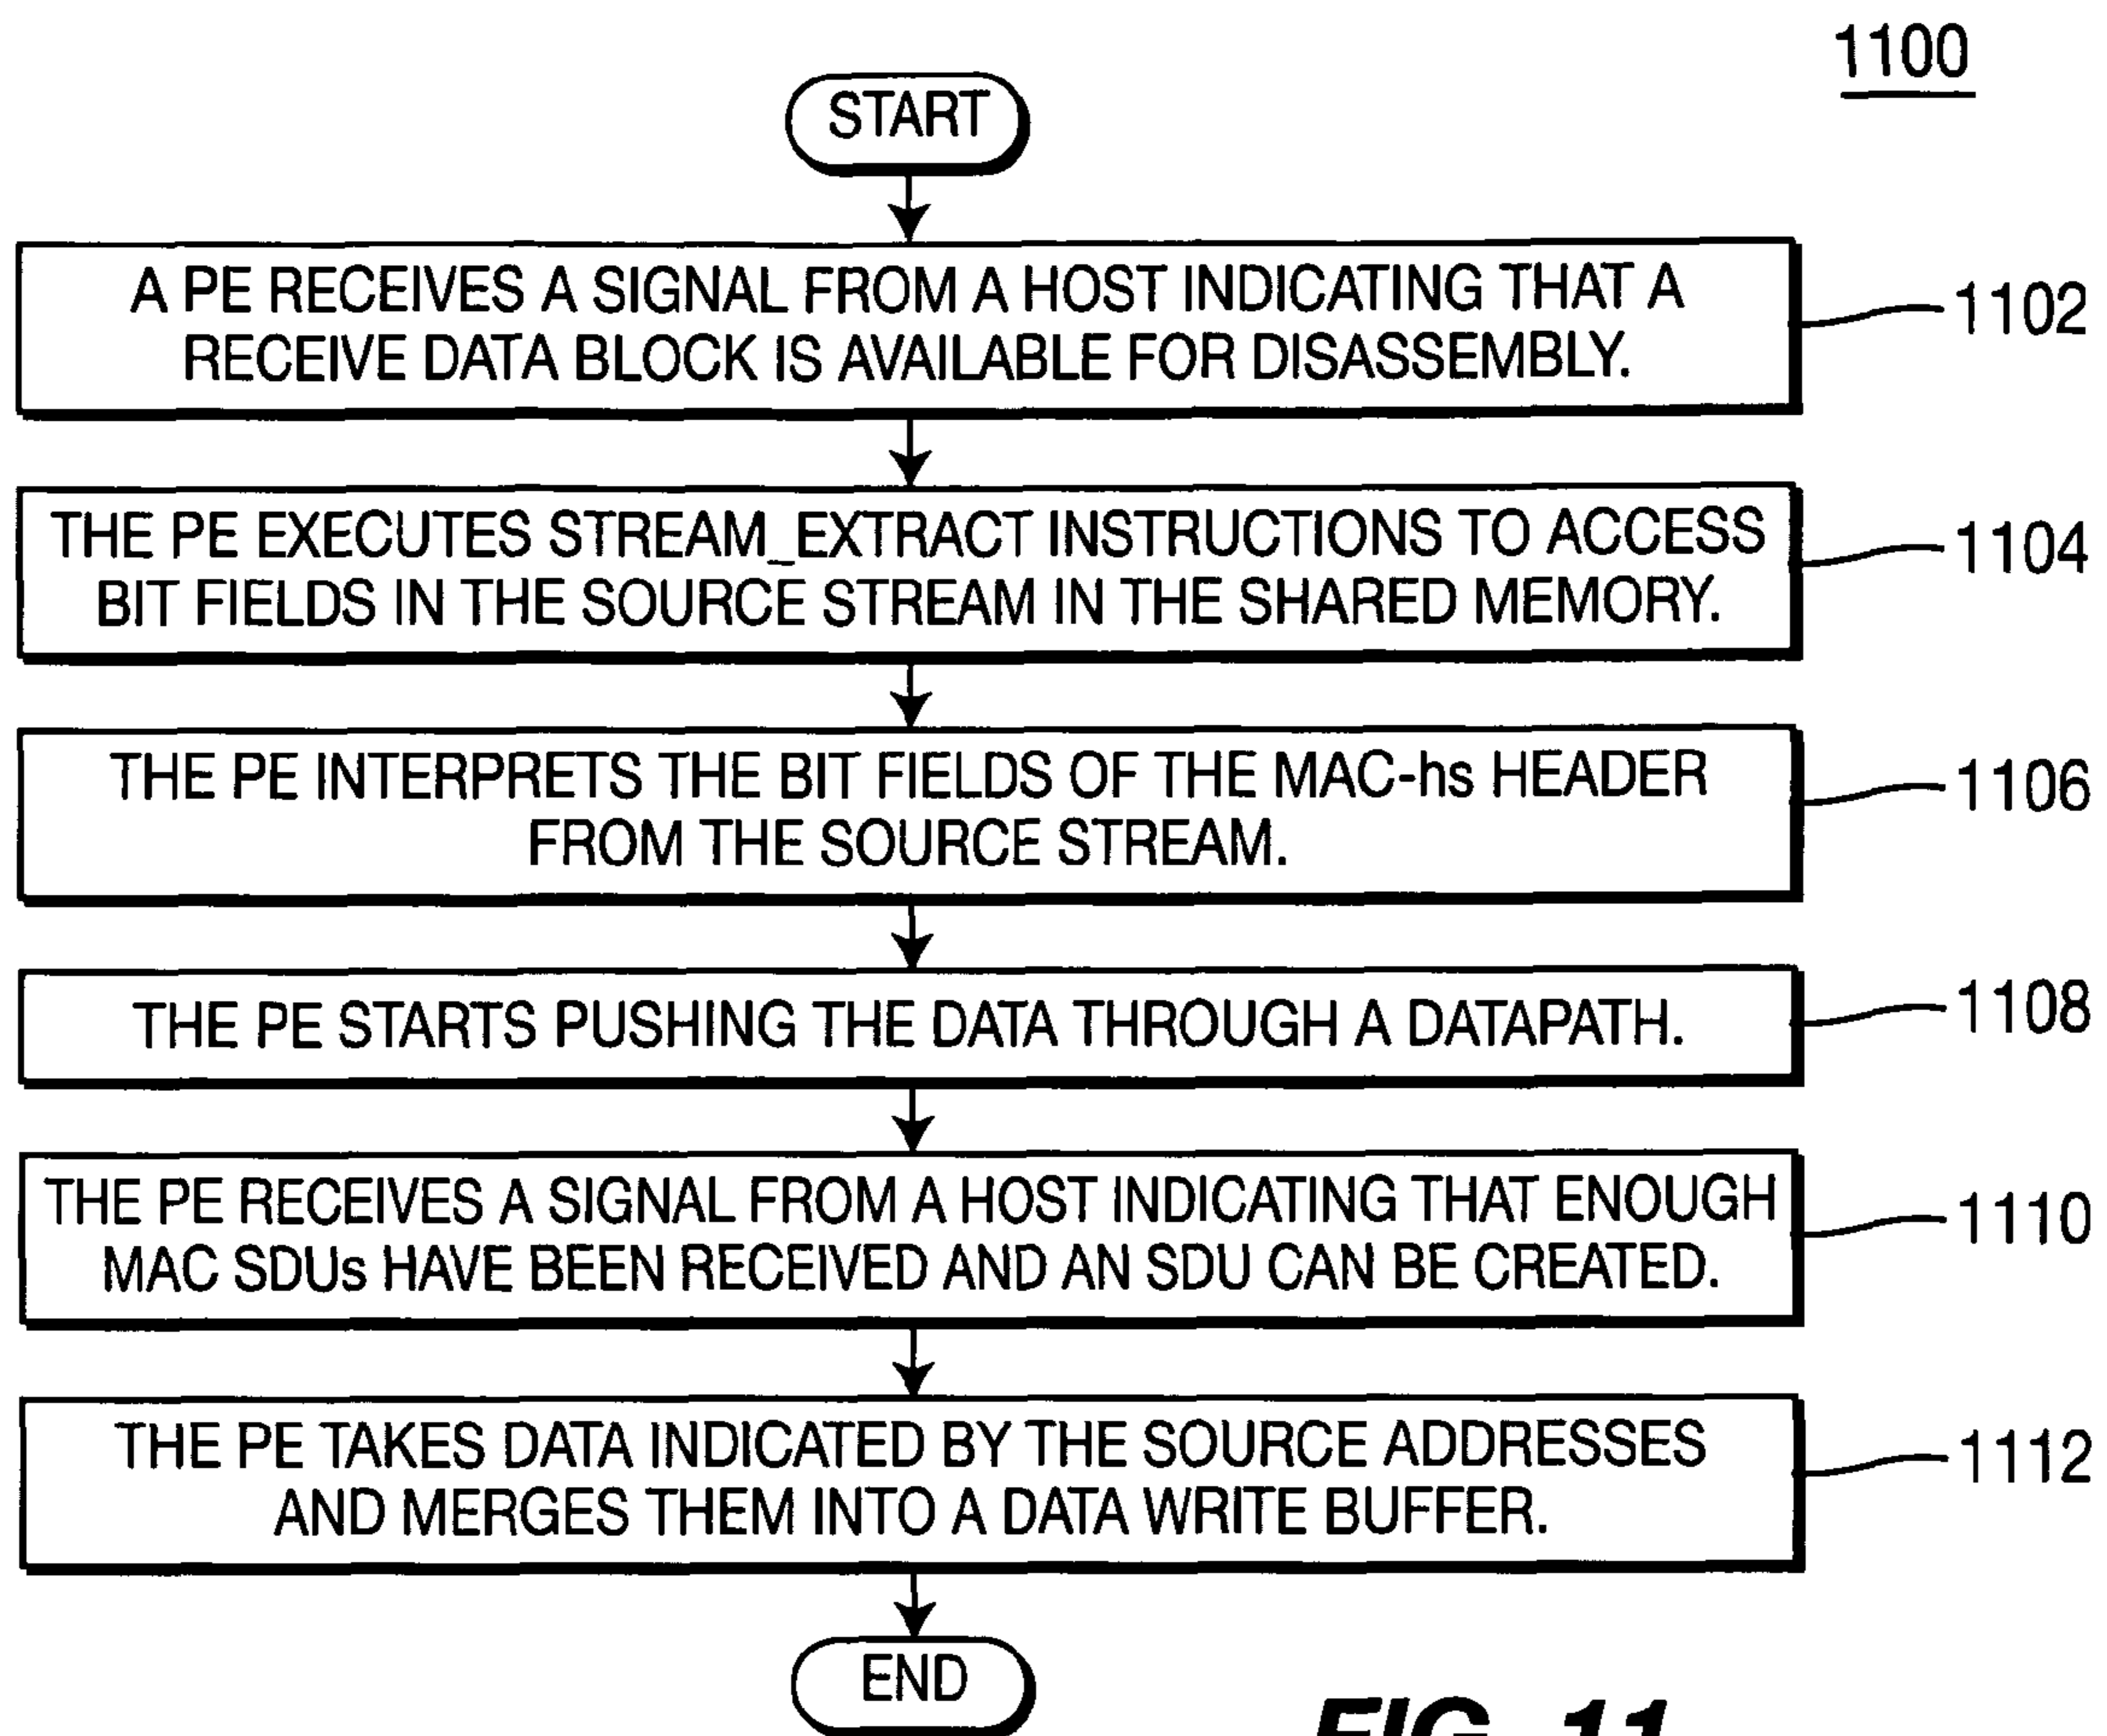 1100
START
A PE RECEIVES A SIGNAL FROM A HOST INDICATING THAT A
RECEIVE DATA BLOCK IS AVAILABLE FOR DISASSEMBLY.
1102
THE PE EXECUTES STREAM_EXTRACT INSTRUCTIONS TO ACCESS
BIT FIELDS IN THE SOURCE STREAM IN THE SHARED MEMORY.
1104
THE PE INTERPRETS THE BIT FIELDS OF THE MAC-hs HEADER
FROM THE SOURCE STREAM.
1106
THE PE STARTS PUSHING THE DATA THROUGH A DATAPATH.
1108
THE PE RECEIVES A SIGNAL FROM A HOST INDICATING THAT ENOUGH
MAC SDUs HAVE BEEN RECEIVED AND AN SDU CAN BE CREATED.
1110
THE PE TAKES DATA INDICATED BY THE SOURCE ADDRESSES
AND MERGES THEM INTO A DATA WRITE BUFFER.
1112
END
FIG. 11